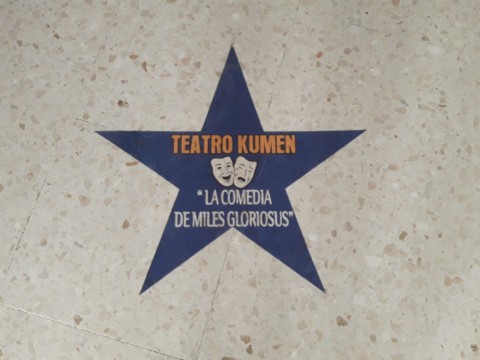 TEATRO KUMEN
“ LA COMEDIA
DE MILES GLORIOSUS”